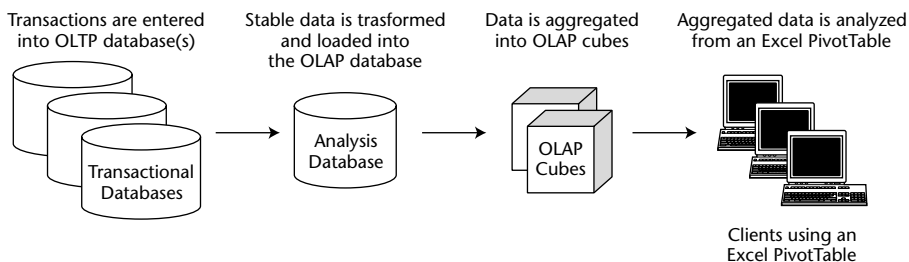 Transactions are entered
into OLTP database(s)
Stable data is trasformed
and loaded into
the OLAP database
Data is aggregated
into OLAP cubes
Aggregated data is analyzed
from an Excel PivotTable
Transactional
Databases
Analysis
Database
OLAP
Cubes
Clients using an
Excel PivotTable